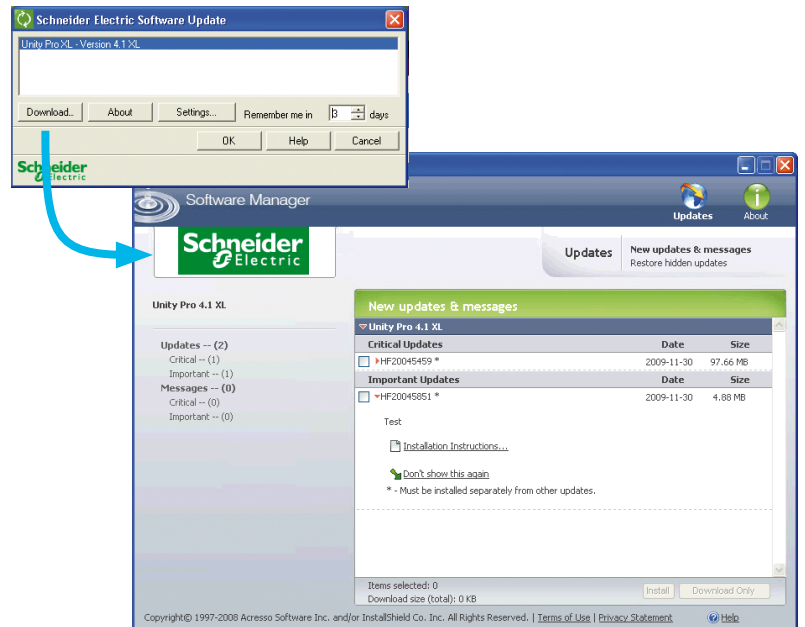 Schneider Electric Software Update
Unity Pro XL - Version 4.1 XL
Download.. About Settings... Remember me in 3 days
OK Help Cancel
Schneider
Electric
Software Manager
Updates About
Schneider
Electric
Updates New updates & messages
Restore hidden updates
Unity Pro 4.1 XL
Updates -- (2)
Critical -- (1)
Important -- (1)
Messages -- (0)
Critical -- (0)
Important -- (0)
New updates & messages
Unity Pro 4.1 XL
Critical Updates Date Size
HF20045459 * 2009-11-30 97.66 MB
Important Updates Date Size
HF20045851 * 2009-11-30 4.88 MB
Test
Installation Instructions...
Don't show this again
* - Must be installed separately from other updates.
Items selected: 0
Download size (total): 0 KB
Install Download Only
Copyright© 1997-2008 Acresso Software Inc. and/or InstallShield Co. Inc. All Rights Reserved. | Terms of Use | Privacy Statement Help